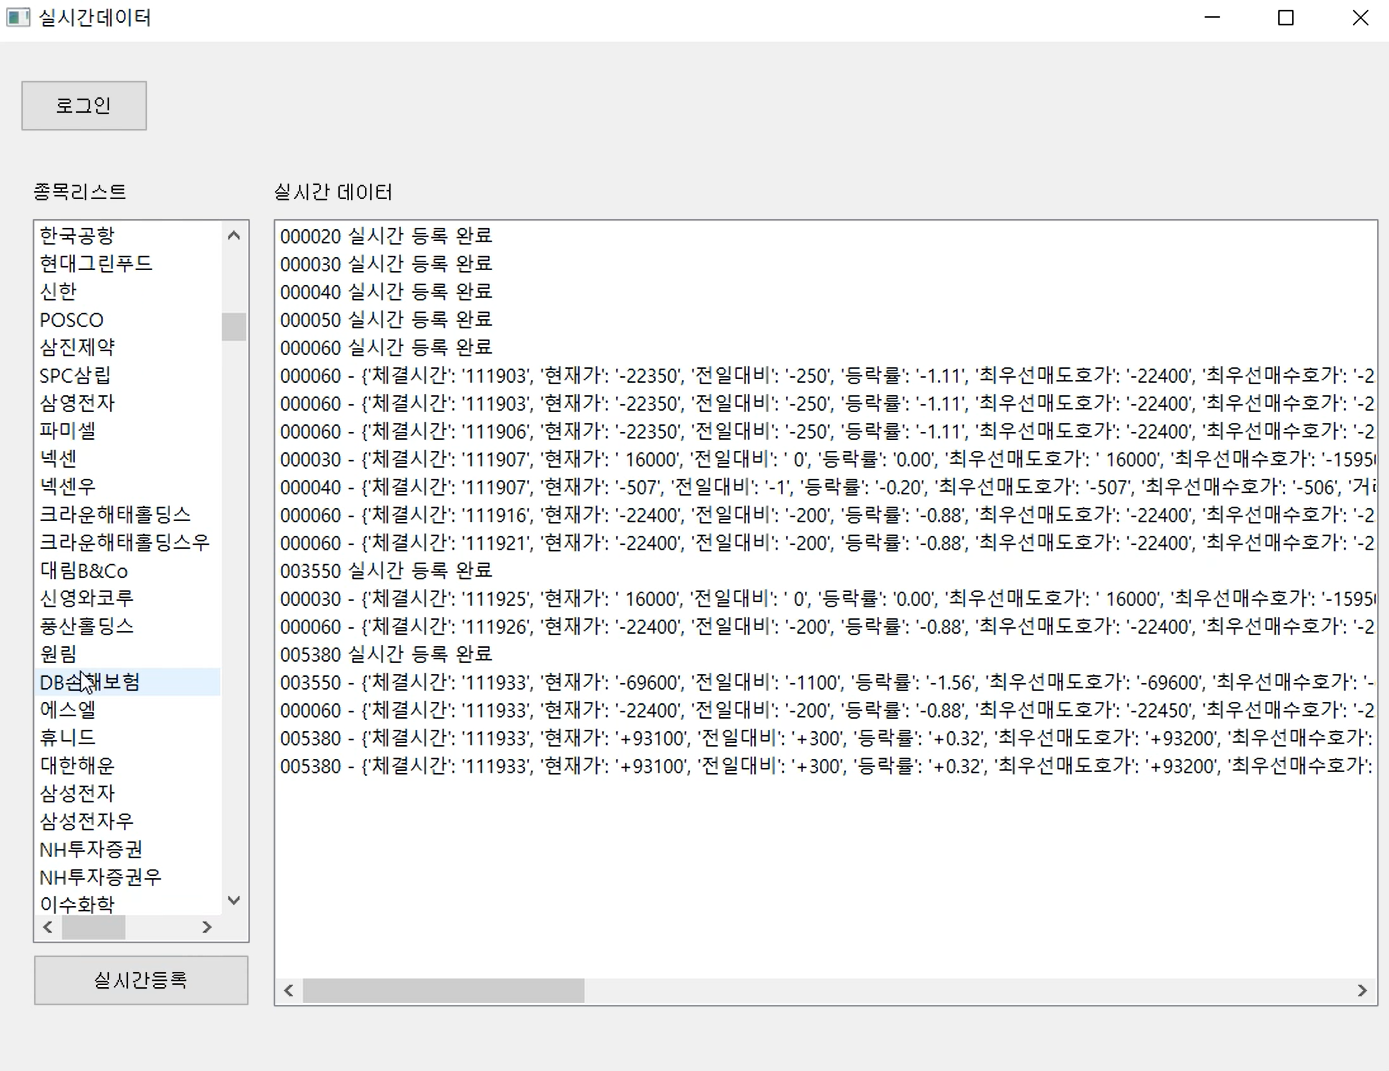 실시간데이터
로그인
종목리스트
한국공항
현대그린푸드
신한
POSCO
삼진제약
SPC삼립
삼영전자
파미셀
넥센
넥센우
크라운해태홀딩스
크라운해태홀딩스우
대림B&Co
신영와코루
풍산홀딩스
원림
DB손해보험
에스엘
휴니드
대한해운
삼성전자
삼성전자우
NH투자증권
NH투자증권우
이수화학
실시간등록
실시간 데이터
000020 실시간 등록 완료
000030 실시간 등록 완료
000040 실시간 등록 완료
000050 실시간 등록 완료
000060 실시간 등록 완료
000060 - {'체결시간': '111903', '현재가': '-22350', '전일대비': '-250', '등락률': '-1.11', '최우선매도호가': '-22400', '최우선매수호가': '-2
000060 - {'체결시간': '111903', '현재가': '-22350', '전일대비': '-250', '등락률': '-1.11', '최우선매도호가': '-22400', '최우선매수호가': '-2
000060 - {'체결시간': '111906', '현재가': '-22350', '전일대비': '-250', '등락률': '-1.11', '최우선매도호가': '-22400', '최우선매수호가': '-2
000030 - {'체결시간': '111907', '현재가': ' 16000', '전일대비': ' 0', '등락률': '0.00', '최우선매도호가': ' 16000', '최우선매수호가': '-1595
000040 - {'체결시간': '111907', '현재가': '-507', '전일대비': '-1', '등락률': '-0.20', '최우선매도호가': '-507', '최우선매수호가': '-506', '거
000060 - {'체결시간': '111916', '현재가': '-22400', '전일대비': '-200', '등락률': '-0.88', '최우선매도호가': '-22400', '최우선매수호가': '-2
000060 - {'체결시간': '111921', '현재가': '-22400', '전일대비': '-200', '등락률': '-0.88', '최우선매도호가': '-22400', '최우선매수호가': '-2
003550 실시간 등록 완료
000030 - {'체결시간': '111925', '현재가': ' 16000', '전일대비': ' 0', '등락률': '0.00', '최우선매도호가': ' 16000', '최우선매수호가': '-1595
000060 - {'체결시간': '111926', '현재가': '-22400', '전일대비': '-200', '등락률': '-0.88', '최우선매도호가': '-22400', '최우선매수호가': '-2
005380 실시간 등록 완료
003550 - {'체결시간': '111933', '현재가': '-69600', '전일대비': '-1100', '등락률': '-1.56', '최우선매도호가': '-69600', '최우선매수호가': '-
000060 - {'체결시간': '111933', '현재가': '-22400', '전일대비': '-200', '등락률': '-0.88', '최우선매도호가': '-22450', '최우선매수호가': '-2
005380 - {'체결시간': '111933', '현재가': '+93100', '전일대비': '+300', '등락률': '+0.32', '최우선매도호가': '+93200', '최우선매수호가':
005380 - {'체결시간': '111933', '현재가': '+93100', '전일대비': '+300', '등락률': '+0.32', '최우선매도호가': '+93200', '최우선매수호가':